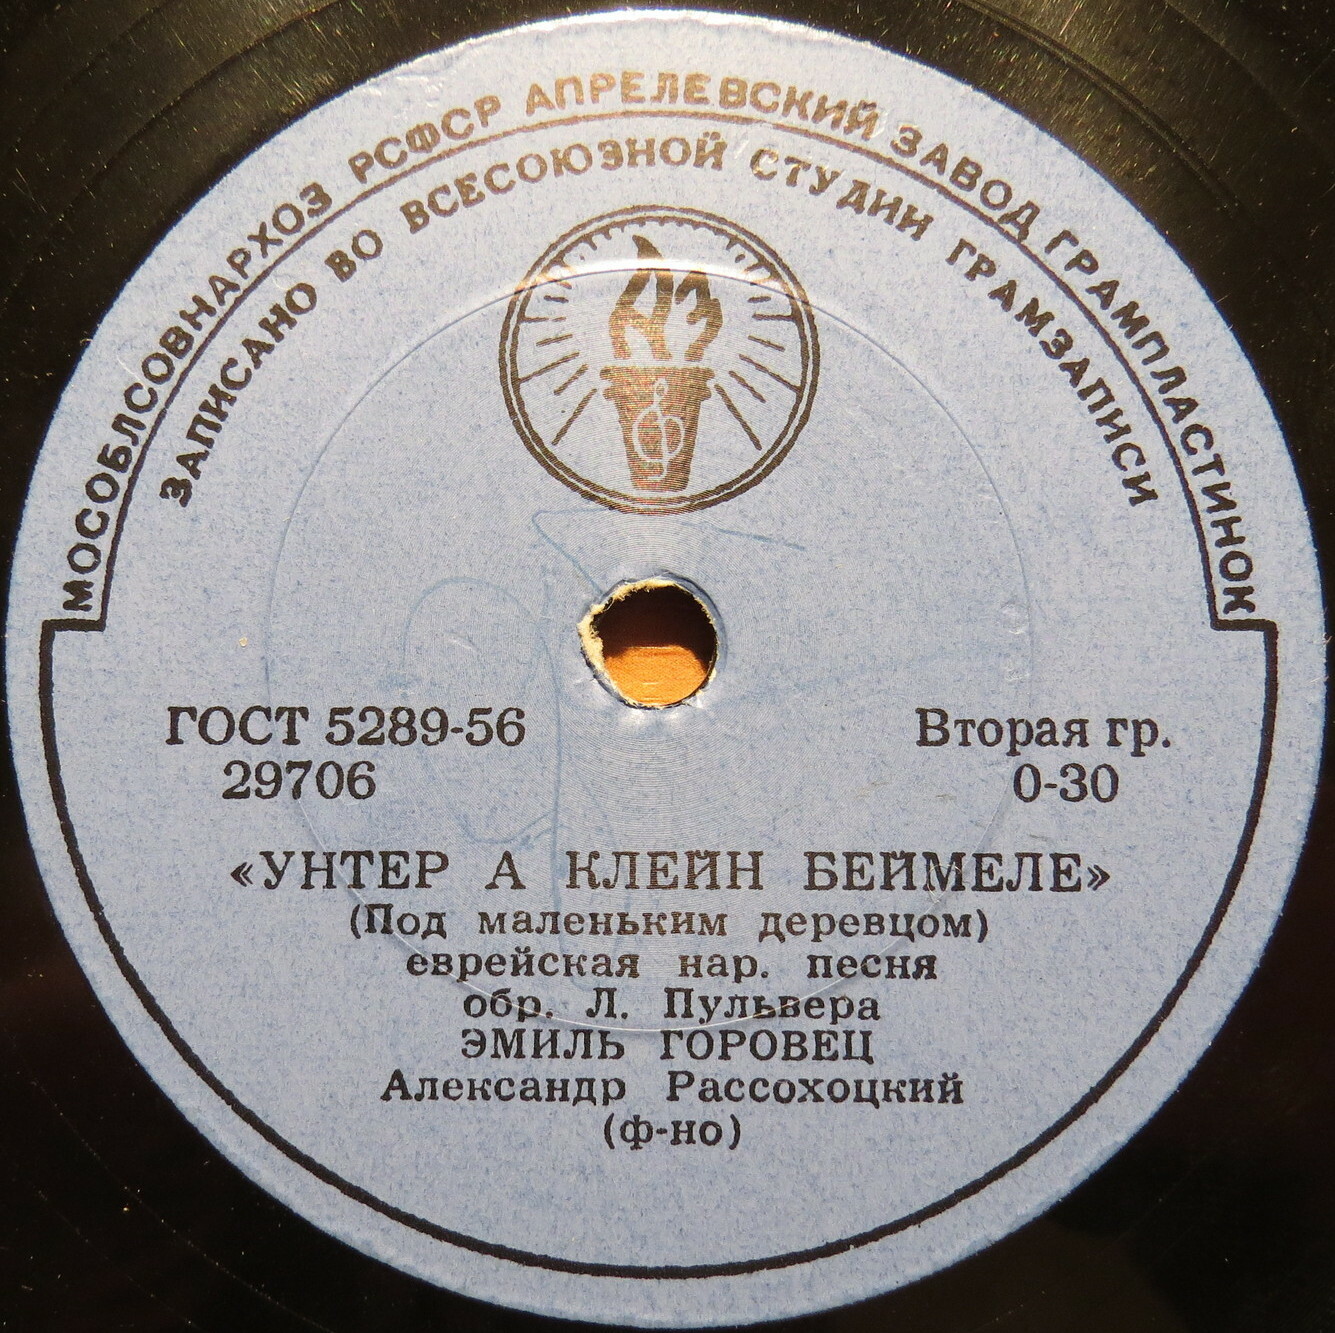 МОСОБЛСОВНАРХОЗ РСФСР АПРЕЛЕВСКИЙ ЗАВОД ГРАМПЛАСТИНОК
ЗАПИСАНО ВО ВСЕСОЮЗНОЙ СТУДИИ ГРАМЗАПИСИ
ГОСТ 5289-56
29706
Вторая гр.
0-30
«УНТЕР А КЛЕЙН БЕЙМЕЛЕ»
(Под маленьким деревцом)
еврейская нар. песня
обр. Л. Пульвера
ЭМИЛЬ ГОРОВЕЦ
Александр Рассохоцкий
(ф-но)